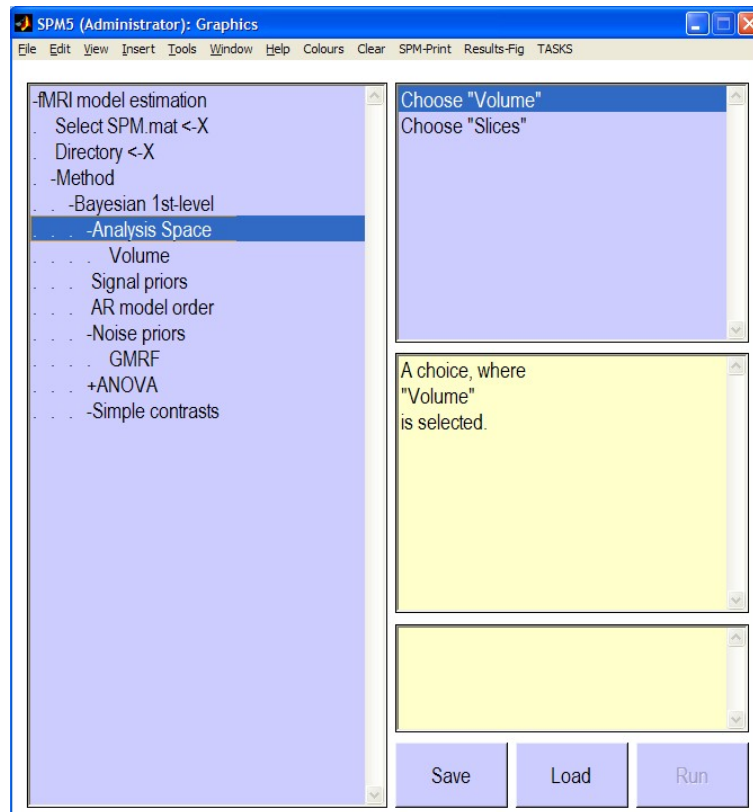 SPM5 (Administrator): Graphics
File Edit View Insert Tools Window Help Colours Clear SPM-Print Results-Fig TASKS
-fMRI model estimation
. Select SPM.mat <-X
. Directory <-X
. -Method
. . -Bayesian 1st-level
. . . -Analysis Space
. . . . Volume
. . . Signal priors
. . . AR model order
. . . -Noise priors
. . . . GMRF
. . . +ANOVA
. . . -Simple contrasts
Choose "Volume"
Choose "Slices"
A choice, where
"Volume"
is selected.
Save Load Run